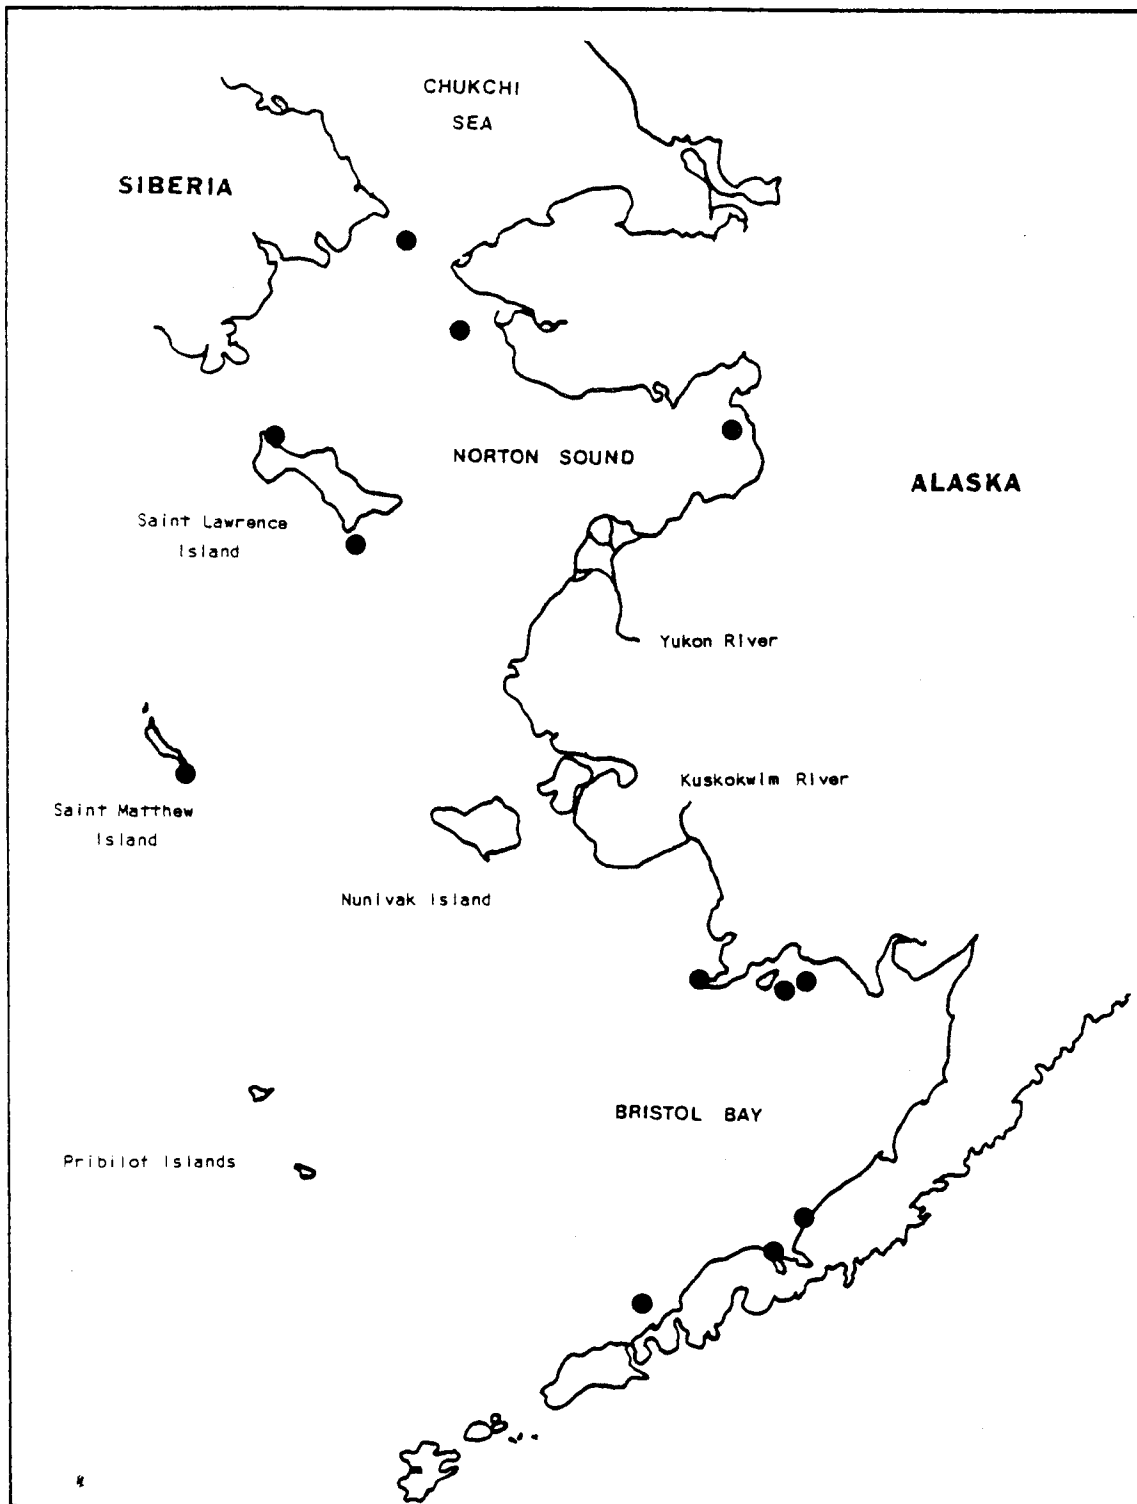 CHUKCHI
SEA
SIBERIA
NORTON SOUND
ALASKA
Saint Lawrence
Island
Yukon River
Kuskokwim River
Saint Matthew
Island
Nunivak Island
BRISTOL BAY
Pribilof Islands